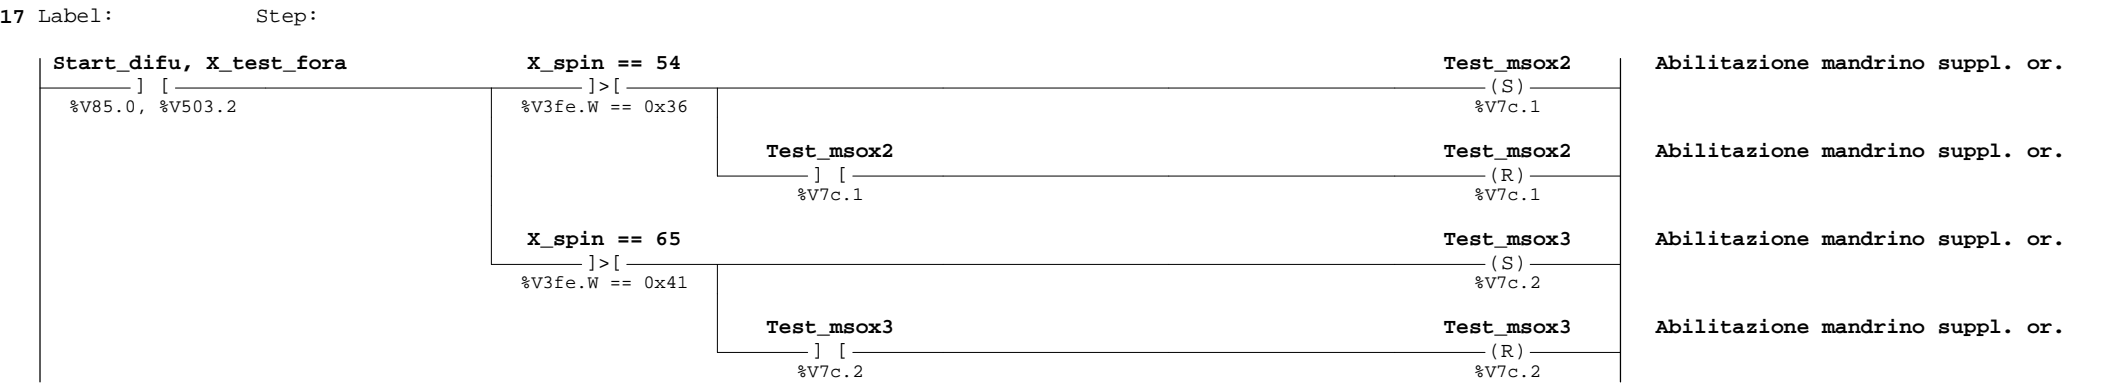 17 Label: Step:
Start_difu, X_test_fora X_spin == 54 Test_msox2 Abilitazione mandrino suppl. or.
] [ ]>[ (S)
%V85.0, %V503.2 %V3fe.W == 0x36 %V7c.1
Test_msox2 Test_msox2 Abilitazione mandrino suppl. or.
] [ (R)
%V7c.1 %V7c.1
X_spin == 65 Test_msox3 Abilitazione mandrino suppl. or.
]>[ (S)
%V3fe.W == 0x41 %V7c.2
Test_msox3 Test_msox3 Abilitazione mandrino suppl. or.
] [ (R)
%V7c.2 %V7c.2